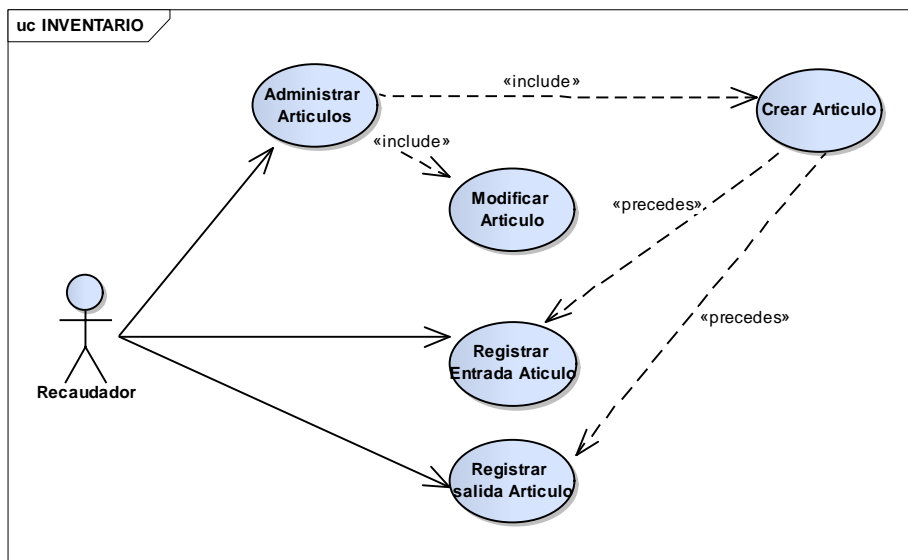 uc INVENTARIO
Administrar
Articulos
«include»
Crear Articulo
«include»
Modificar
Articulo
«precedes»
«precedes»
Recaudador
Registrar
Entrada Aticulo
Registrar
salida Articulo